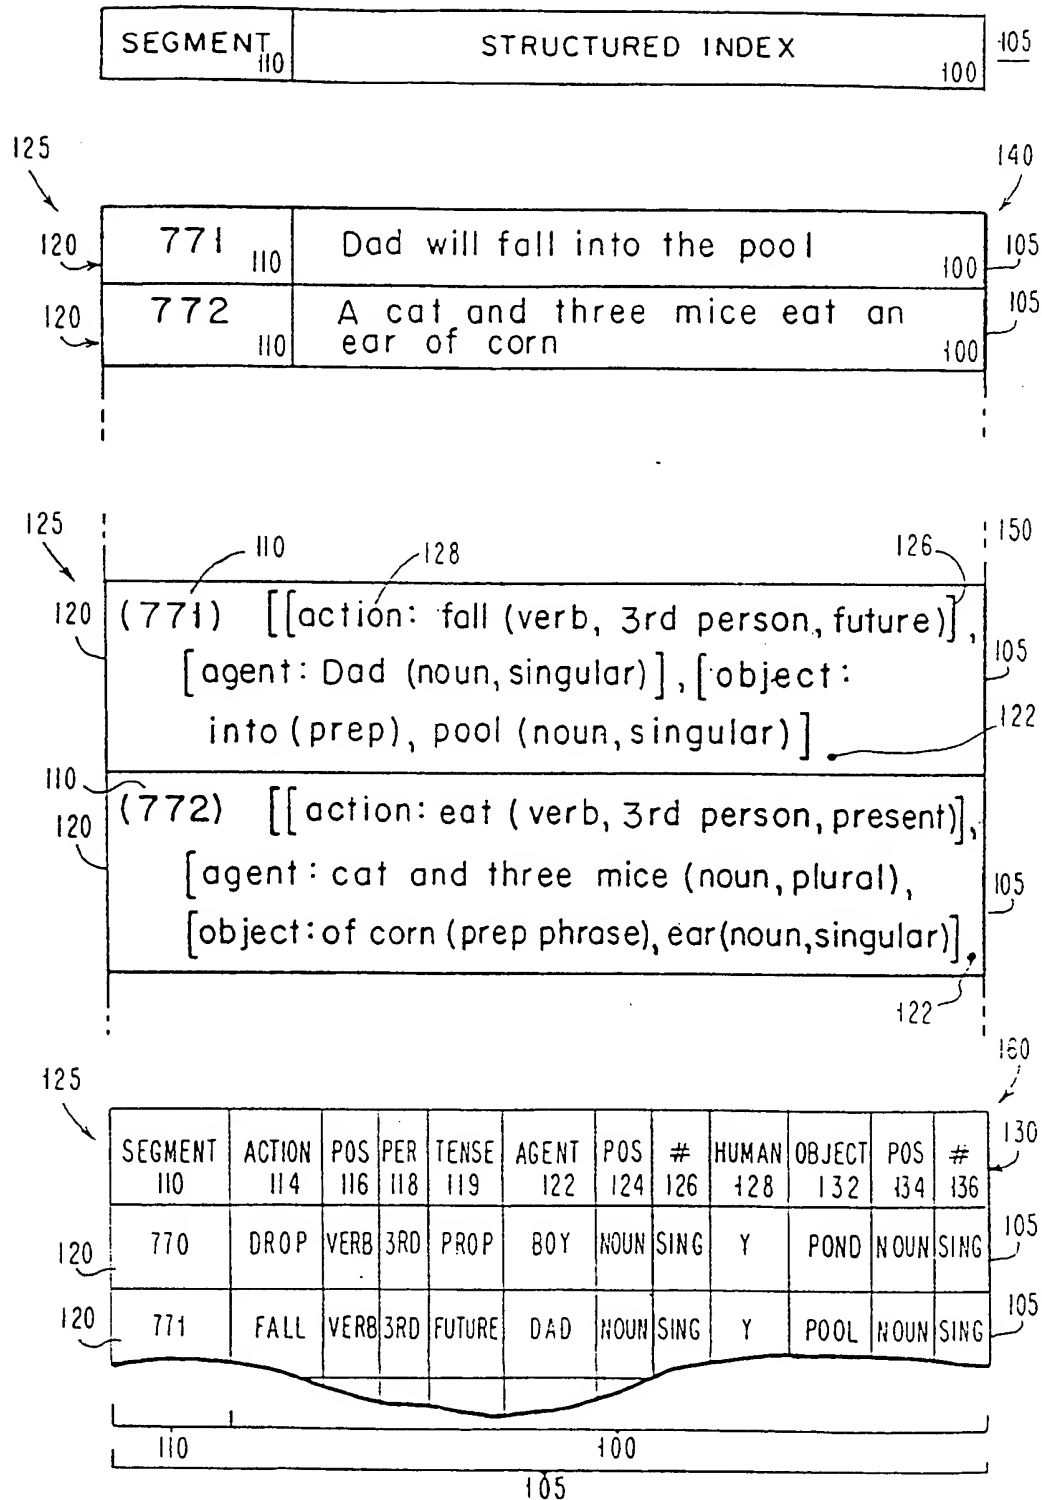 SEGMENT 110 STRUCTURED INDEX 100 105
125 140
120 771 110 Dad will fall into the pool 100 105
120 772 110 A cat and three mice eat an
ear of corn 100 105
125 110 128 126 150
120 (771) [[action: fall (verb, 3rd person, future)],
[agent: Dad (noun, singular)], [object: 105
into (prep), pool (noun, singular)] 122
110
120 (772) [[action: eat (verb, 3rd person, present)],
[agent: cat and three mice (noun, plural), 105
[object: of corn (prep phrase), ear (noun, singular)].
122
125 160
SEGMENT ACTION POS PER TENSE AGENT POS # HUMAN OBJECT POS # 130
110 114 116 118 119 122 124 126 128 132 134 136
120 770 DROP VERB 3RD PROP BOY NOUN SING Y POND NOUN SING 105
120 771 FALL VERB 3RD FUTURE DAD NOUN SING Y POOL NOUN SING 105
110 100
105